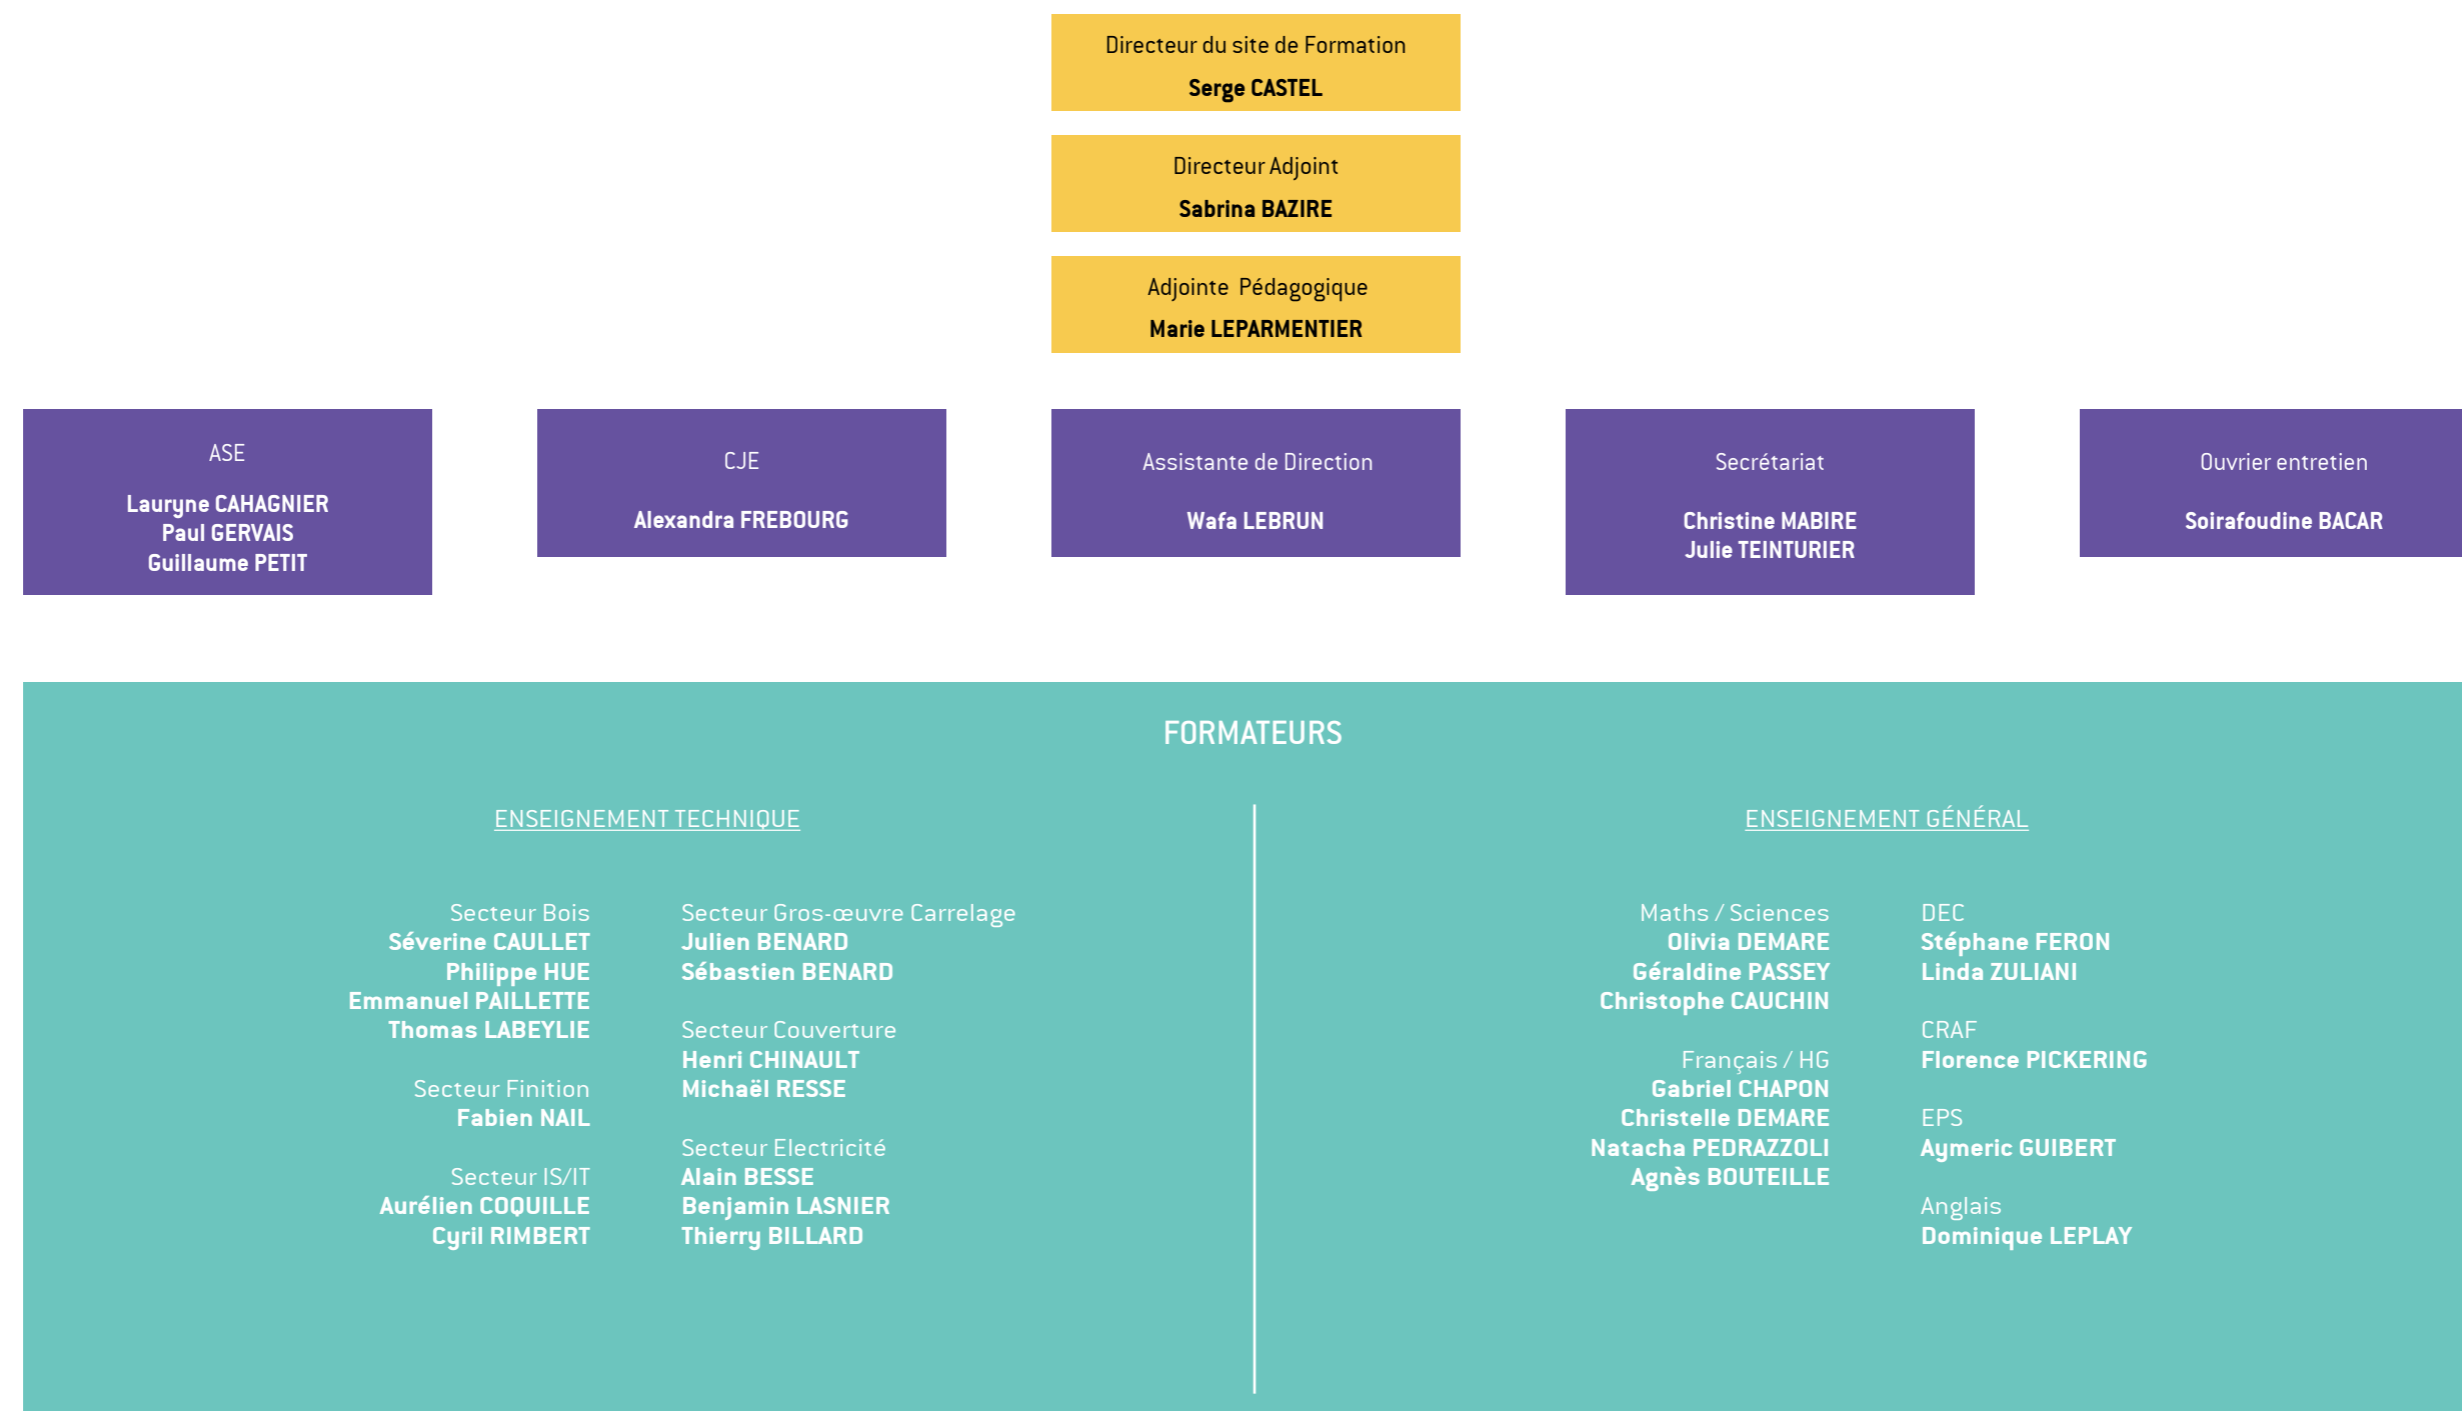 Directeur du site de Formation
Serge CASTEL
Directeur Adjoint
Sabrina BAZIRE
Adjointe Pédagogique
Marie LEPARMENTIER
ASE
Lauryne CAHAGNIER
Paul GERVAIS
Guillaume PETIT
CJE
Alexandra FREBOURG
Assistante de Direction
Wafa LEBRUN
Secrétariat
Christine MABIRE
Julie TEINTURIER
Ouvrier entretien
Soirafoudine BACAR
FORMATEURS
ENSEIGNEMENT TECHNIQUE
Secteur Bois
Séverine CAULLET
Philippe HUE
Emmanuel PAILLETTE
Thomas LABEYLIE
Secteur Finition
Fabien NAIL
Secteur IS/IT
Aurélien COQUILLE
Cyril RIMBERT
Secteur Gros-œuvre Carrelage
Julien BENARD
Sébastien BENARD
Secteur Couverture
Henri CHINAULT
Michaël RESSE
Secteur Electricité
Alain BESSE
Benjamin LASNIER
Thierry BILLARD
ENSEIGNEMENT GÉNÉRAL
Maths / Sciences
Olivia DEMARE
Géraldine PASSEY
Christophe CAUCHIN
Français / HG
Gabriel CHAPON
Christelle DEMARE
Natacha PEDRAZZOLI
Agnès BOUTEILLE
DEC
Stéphane FERON
Linda ZULIANI
CRAF
Florence PICKERING
EPS
Aymeric GUIBERT
Anglais
Dominique LEPLAY